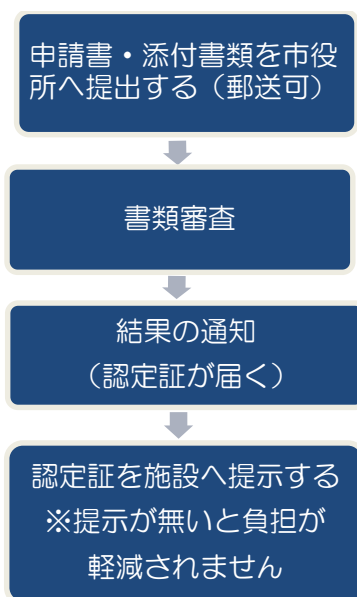 申請書・添付書類を市役
所へ提出する（郵送可）
書類審査
結果の通知
（認定証が届く）
認定証を施設へ提示する
※提示が無いと負担が
軽減されません